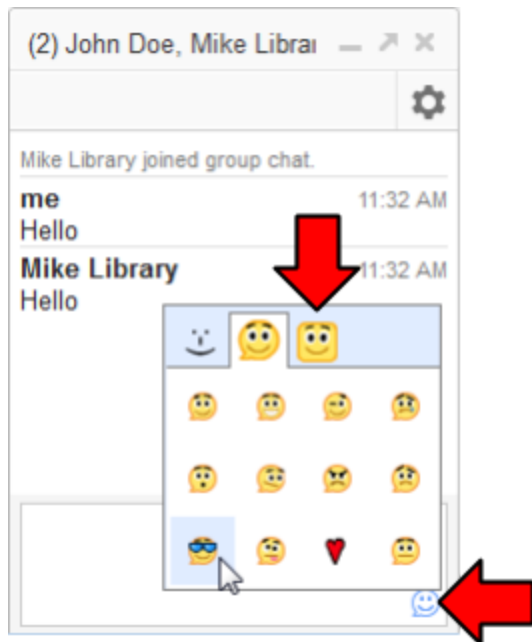 (2) John Doe, Mike Librar
Mike Library joined group chat.
me 11:32 AM
Hello
Mike Library 11:32 AM
Hello